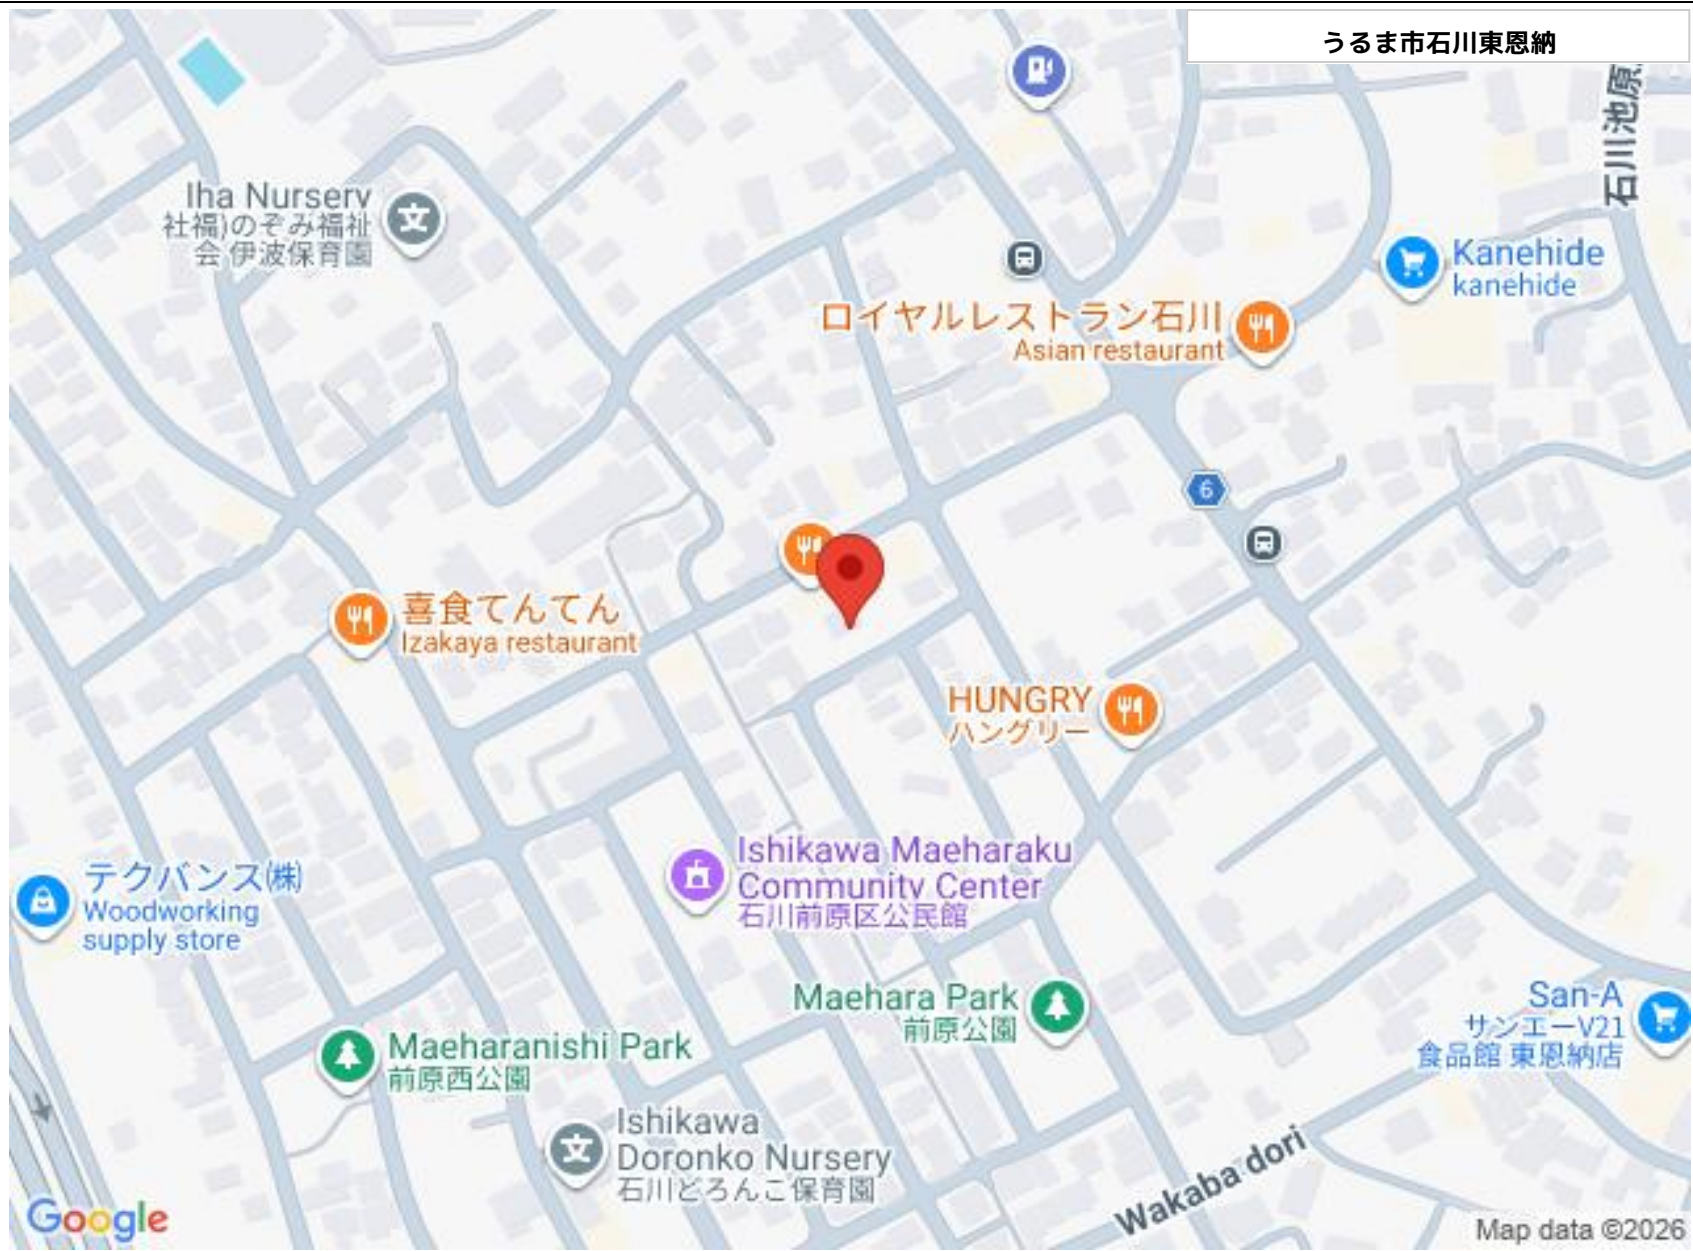 うるま市石川東恩納
石川池原
Iha Nursery
社福)のぞみ福祉
会 伊波保育園
Kanehide
kanehide
ロイヤルレストラン石川
Asian restaurant
6
喜食てんてん
Izakaya restaurant
HUNGRY
ハングリー
Ishikawa Maeharaku
Community Center
石川前原区公民館
テクバンス㈱
Woodworking
supply store
Maehara Park
前原公園
San-A
サンエーV21
食品館 東恩納店
Maeharanishi Park
前原西公園
Ishikawa
Doronko Nursery
石川どろんこ保育園
Wakaba dori
Google
Map data ©2026